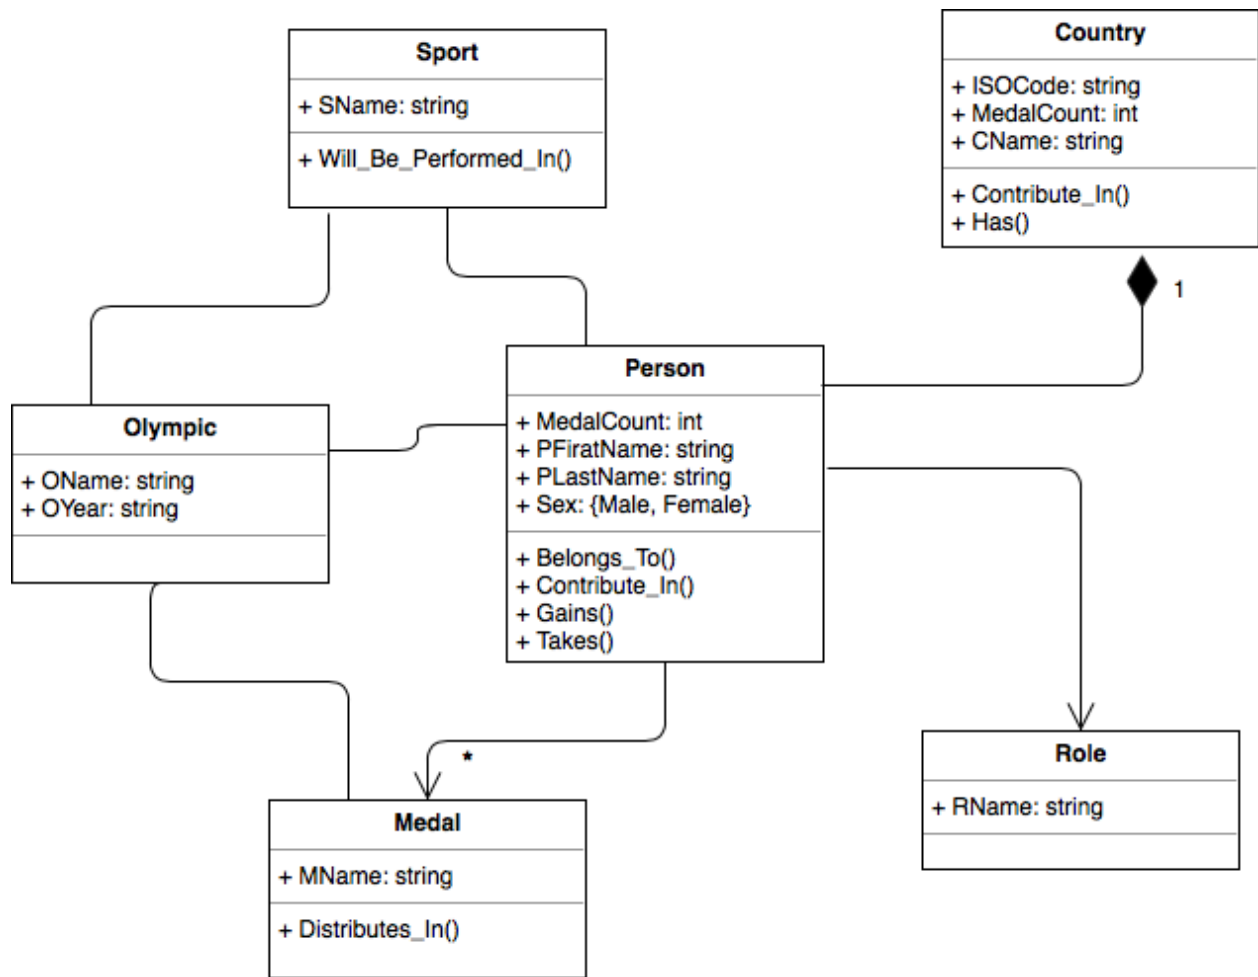 Sport
+ SName: string
+ Will_Be_Performed_In()
Country
+ ISOCode: string
+ MedalCount: int
+ CName: string
+ Contribute_In()
+ Has()
1
Person
+ MedalCount: int
+ PFiratName: string
+ PLastName: string
+ Sex: {Male, Female}
+ Belongs_To()
+ Contribute_In()
+ Gains()
+ Takes()
Olympic
+ OName: string
+ OYear: string
*
Medal
+ MName: string
+ Distributes_In()
Role
+ RName: string